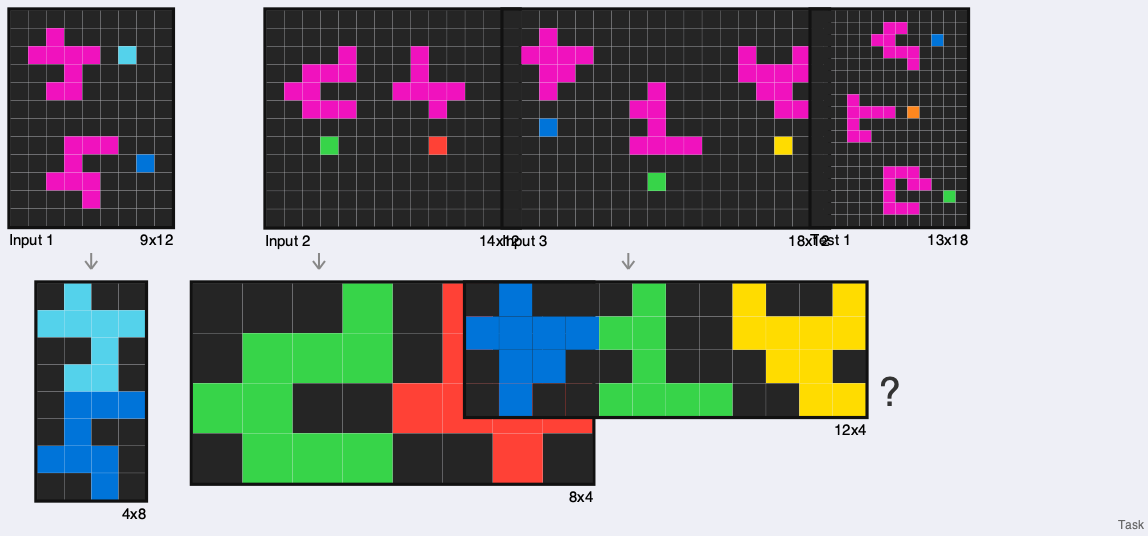 Input 1
9x12
Input 2
14x12
Input 3
18x12
Test 1
13x18
4x8
8x4
12x4
?
Task